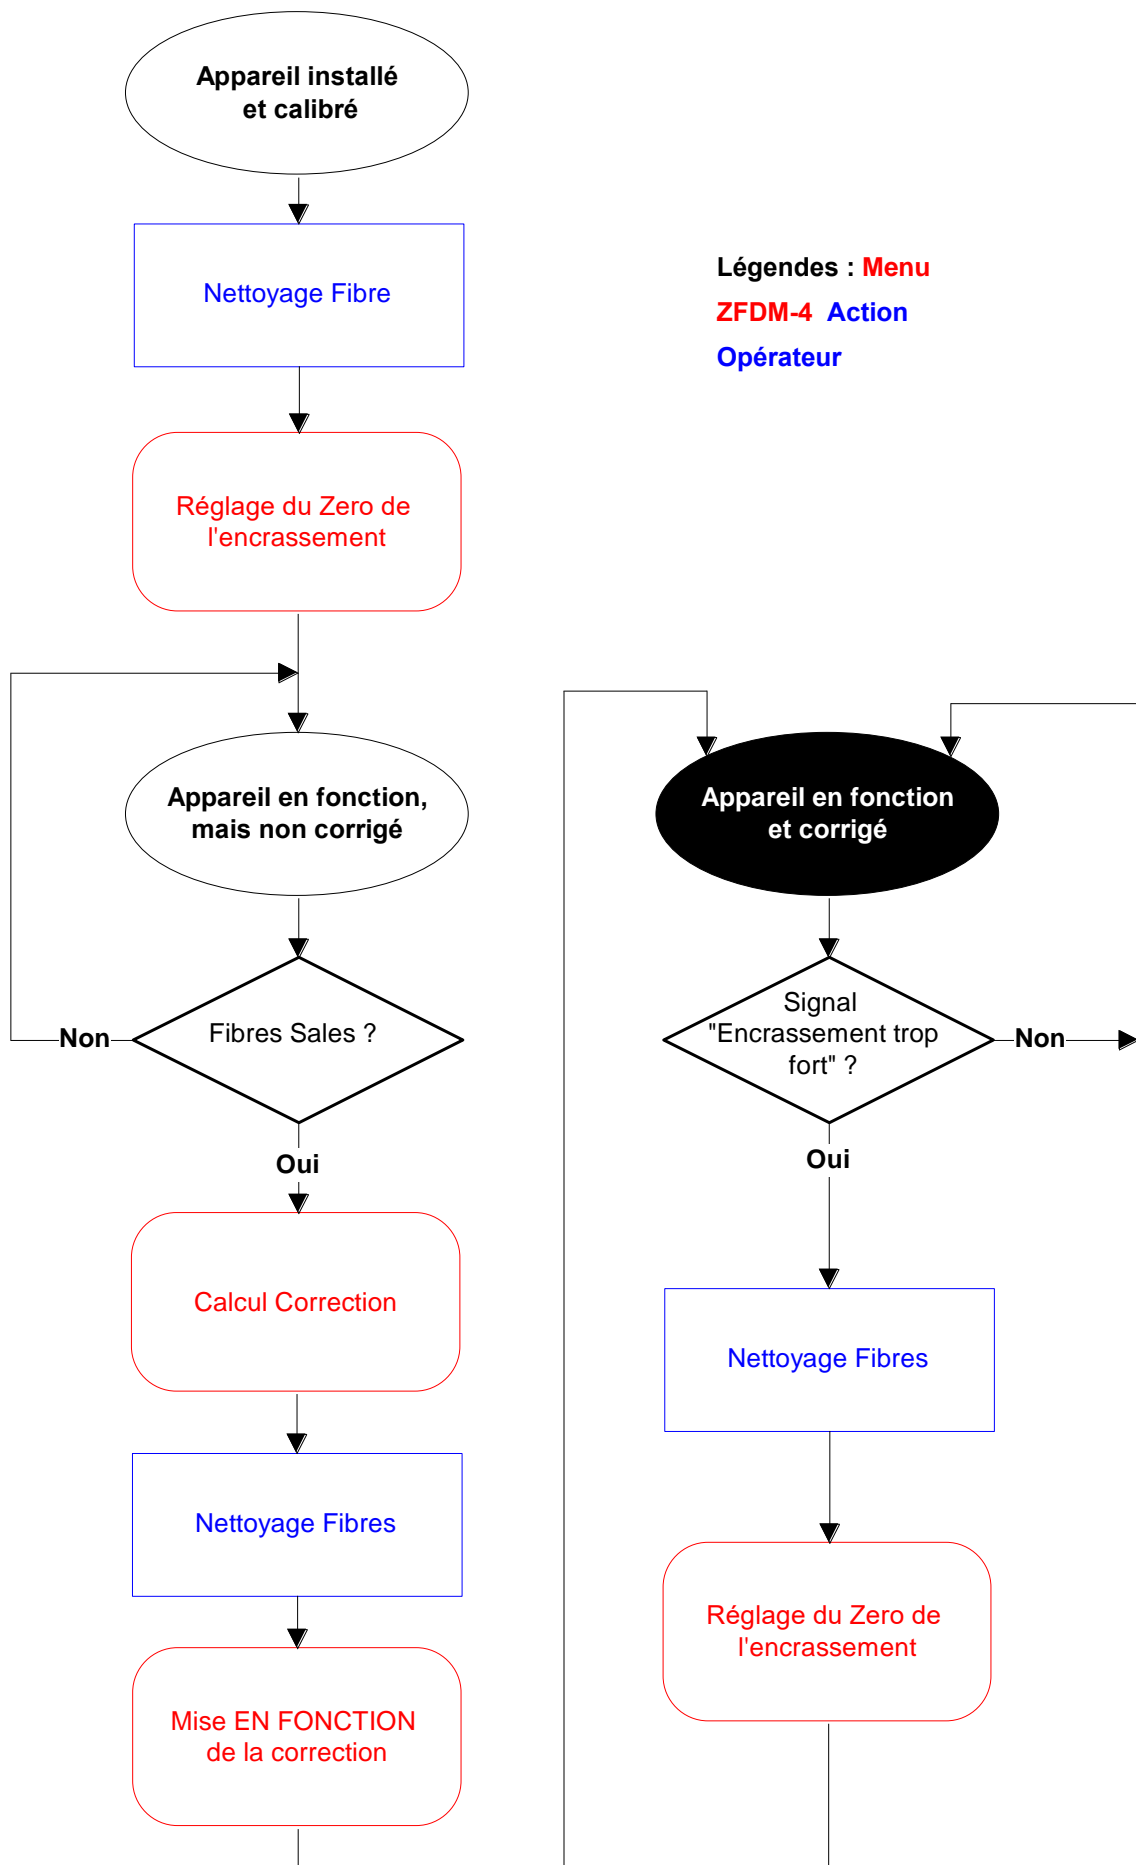 Appareil installé
et calibré
Nettoyage Fibre
Légendes : Menu
ZFDM-4 Action
Opérateur
Réglage du Zero de
l'encrassement
Appareil en fonction,
mais non corrigé
Fibres Sales ?
Non
Oui
Calcul Correction
Nettoyage Fibres
Mise EN FONCTION
de la correction
Appareil en fonction
et corrigé
Signal
"Encrassement trop
fort" ?
Non
Oui
Nettoyage Fibres
Réglage du Zero de
l'encrassement